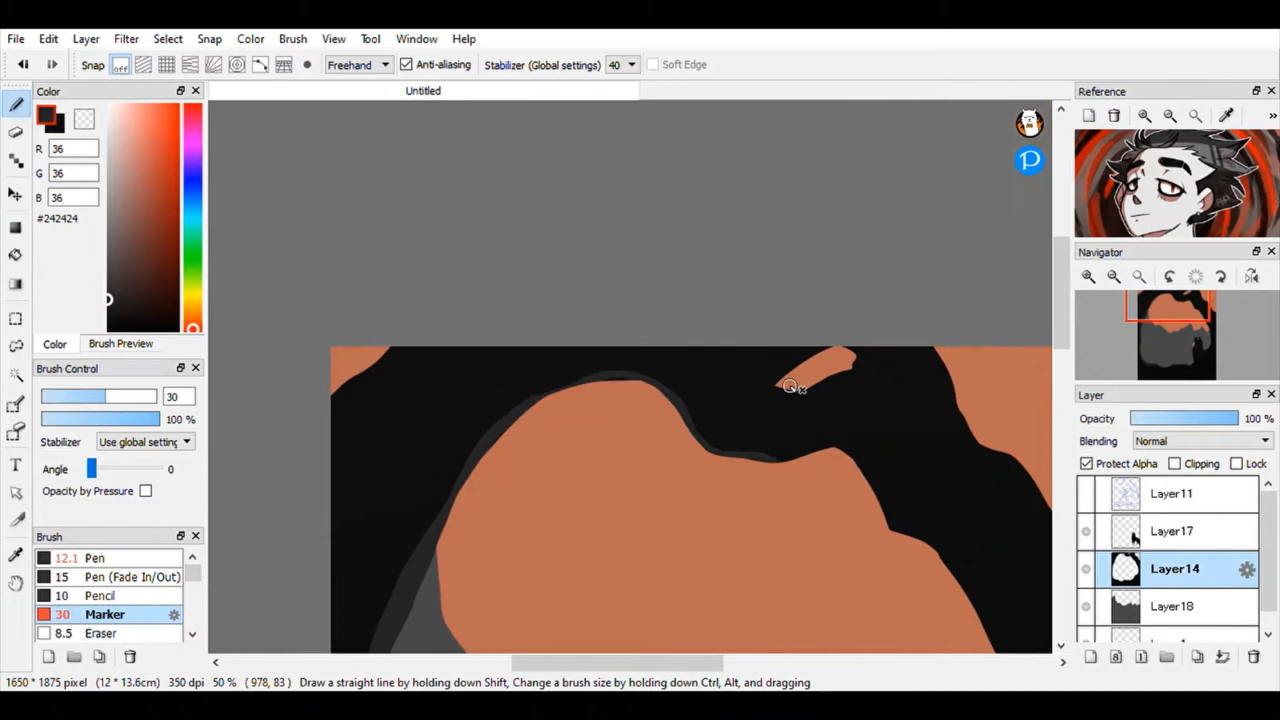 File Edit Layer Filter Select Snap Color Brush View Tool Window Help
Snap off Freehand Anti-aliasing Stabilizer (Global settings) 40 Soft Edge
Color
Untitled
Reference
R 36
G 36
B 36
#242424
P
Navigator
Color Brush Preview
Brush Control
30
100 %
Stabilizer Use global setting
Angle 0
Opacity by Pressure
Layer
Opacity 100 %
Blending Normal
Protect Alpha Clipping Lock
Layer11
Layer17
Layer14
Layer18
Brush
12.1 Pen
15 Pen (Fade In/Out)
10 Pencil
30 Marker
8.5 Eraser
1650 * 1875 pixel (12 * 13.6cm) 350 dpi 50 % ( 978, 83 ) Draw a straight line by holding down Shift, Change a brush size by holding down Ctrl, Alt, and dragging